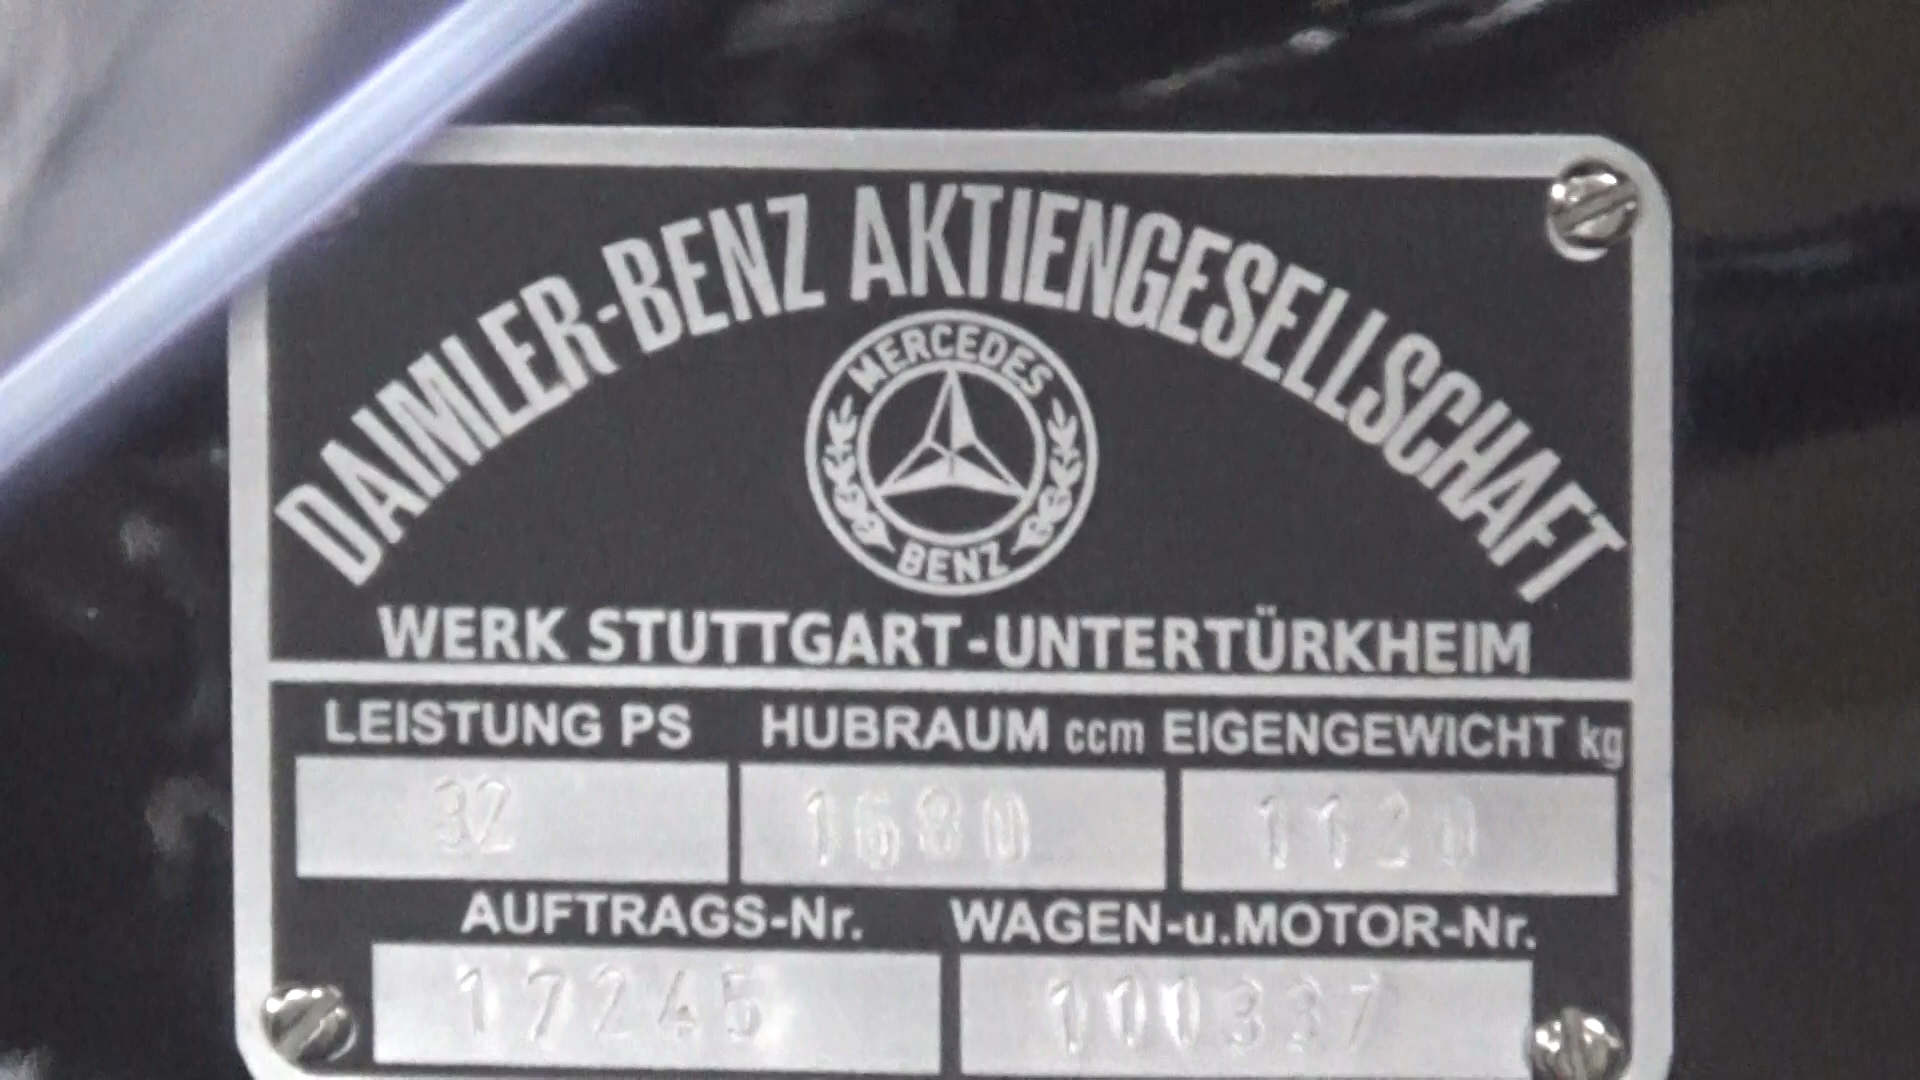 DAIMLER-BENZ AKTIENGESELLSCHAFT
MERCEDES
BENZ
WERK STUTTGART-UNTERTÜRKHEIM
LEISTUNG PS HUBRAUM ccm EIGENGEWICHT kg
32 1680 1120
AUFTRAGS-Nr. WAGEN-u.MOTOR-Nr.
17245